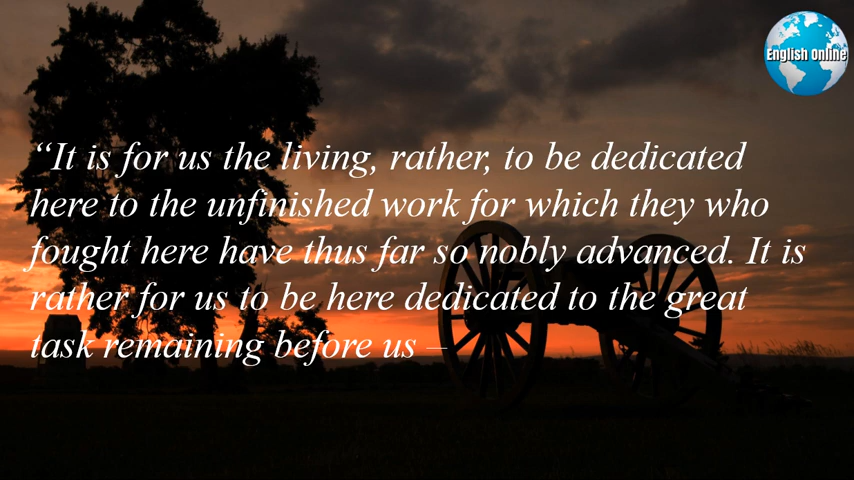 English Online
“It is for us the living, rather, to be dedicated
here to the unfinished work for which they who
fought here have thus far so nobly advanced. It is
rather for us to be here dedicated to the great
task remaining before us –